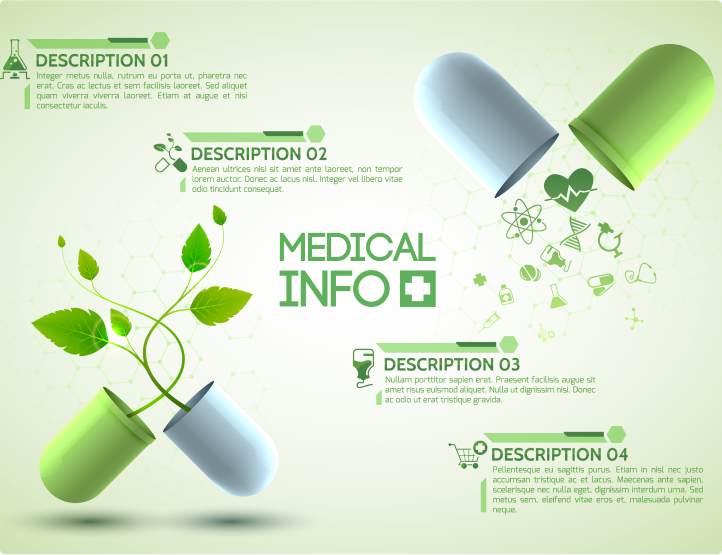 DESCRIPTION 01
Integer metus nulla, rutrum eu porta ut, pharetra nec
erat. Cras ac lectus et sem facilisis laoreet. Sed aliquet
quam viverra viverra laoreet. Etiam at augue et nisi
consectetur iaculis.
DESCRIPTION 02
Aenean ultrices nisl sit amet ante laoreet, non tempor
lorem auctor. Donec ac lacus nisl. Integer vel libero vitae
odio tincidunt consequat.
MEDICAL
INFO
DESCRIPTION 03
Nullam porttitor sapien erat. Praesent facilisis augue sit
amet risus euismod aliquet. Nulla ut dignissim nisl. Donec
ac odio ut erat tristique gravida.
DESCRIPTION 04
Pellentesque eu sagittis purus. Etiam in nisl nec justo
accumsan tristique ac et lacus. Maecenas ante sapien,
scelerisque nec nulla eget, dignissim interdum urna. Sed
metus sem, eleifend vitae eros et, malesuada pulvinar
neque.